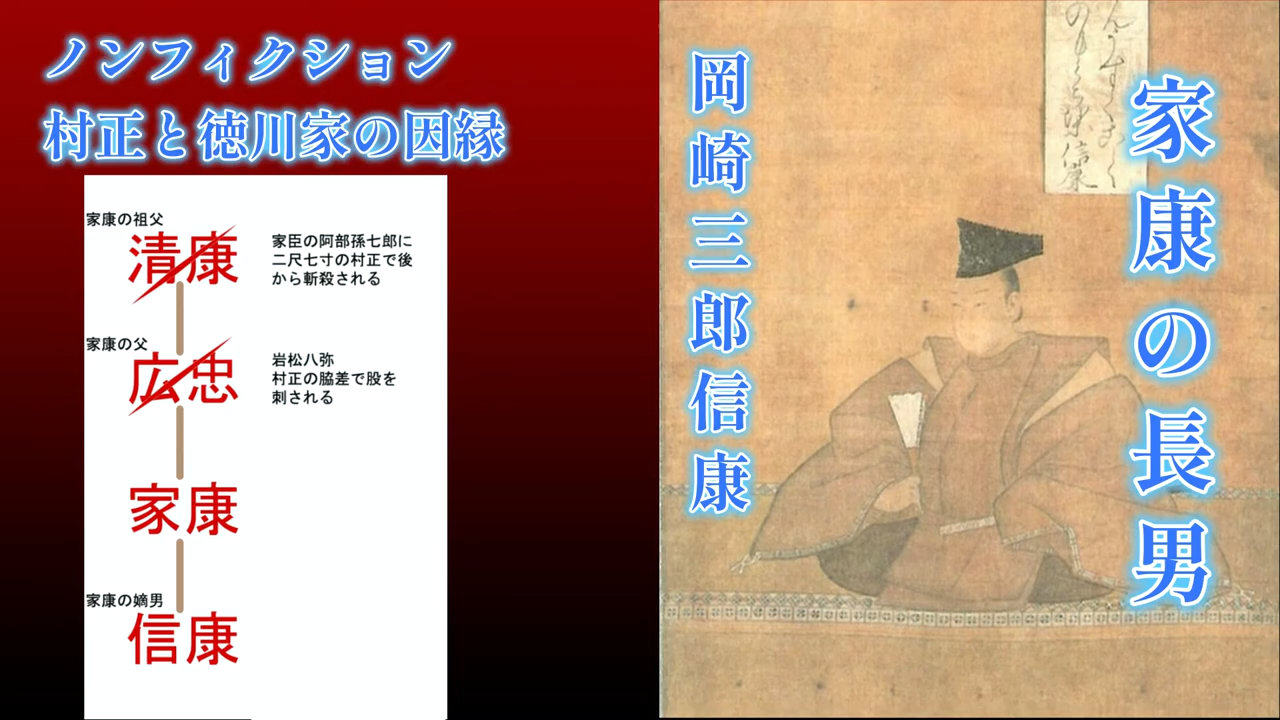 ノンフィクション
村正と徳川家の因縁
家康の祖父
清康
家臣の阿部孫七郎に
二尺七寸の村正で後
から斬殺される
家康の父
広忠
岩松八弥
村正の脇差で股を
刺される
家康
家康の嫡男
信康
家康の長男
岡崎三郎信康